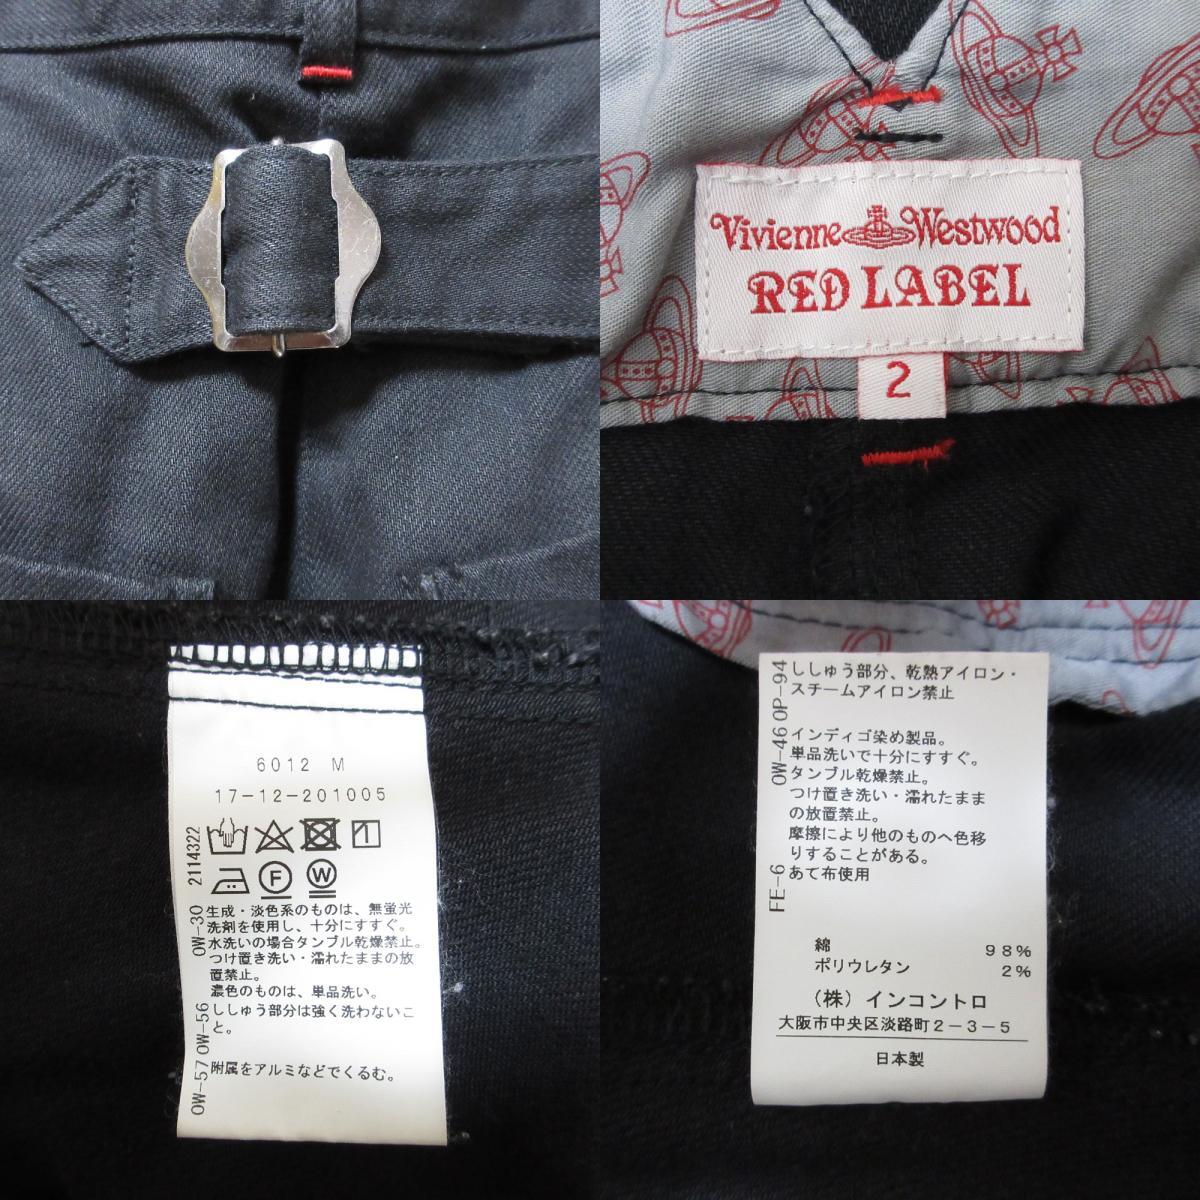 Vivienne Westwood
RED LABEL
2
6012 M
17-12-201005
2114322
F
W
OW-30
生成・淡色系のものは、無蛍光
洗剤を使用し、十分にすすぐ。
水洗いの場合タンブル乾燥禁止。
つけ置き洗い・濡れたままの放
置禁止。
濃色のものは、単品洗い。
OW-56
ししゅう部分は強く洗わないこ
と。
OW-57
附属をアルミなどでくるむ。
OP-94
ししゅう部分、乾熱アイロン・
スチームアイロン禁止
OW-46
インディゴ染め製品。
単品洗いで十分にすすぐ。
タンブル乾燥禁止。
つけ置き洗い・濡れたまま
の放置禁止。
摩擦により他のものへ色移
りすることがある。
FE-6
あて布使用
綿 98%
ポリウレタン 2%
(株)インコントロ
大阪市中央区淡路町2-3-5
日本製